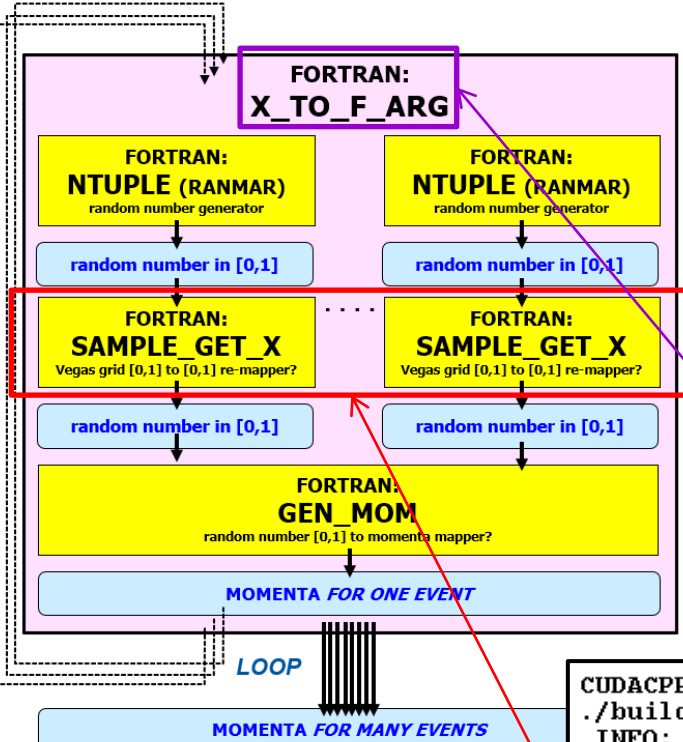 FORTRAN:
X_TO_F_ARG
FORTRAN:
NTUPLE (RANMAR)
random number generator
FORTRAN:
NTUPLE (RANMAR)
random number generator
random number in [0,1]
random number in [0,1]
FORTRAN:
SAMPLE_GET_X
Vegas grid [0,1] to [0,1] re-mapper?
. . . .
FORTRAN:
SAMPLE_GET_X
Vegas grid [0,1] to [0,1] re-mapper?
random number in [0,1]
random number in [0,1]
FORTRAN:
GEN_MOM
random number [0,1] to momenta mapper?
MOMENTA FOR ONE EVENT
LOOP
MOMENTA FOR MANY EVENTS
./build
INFO: